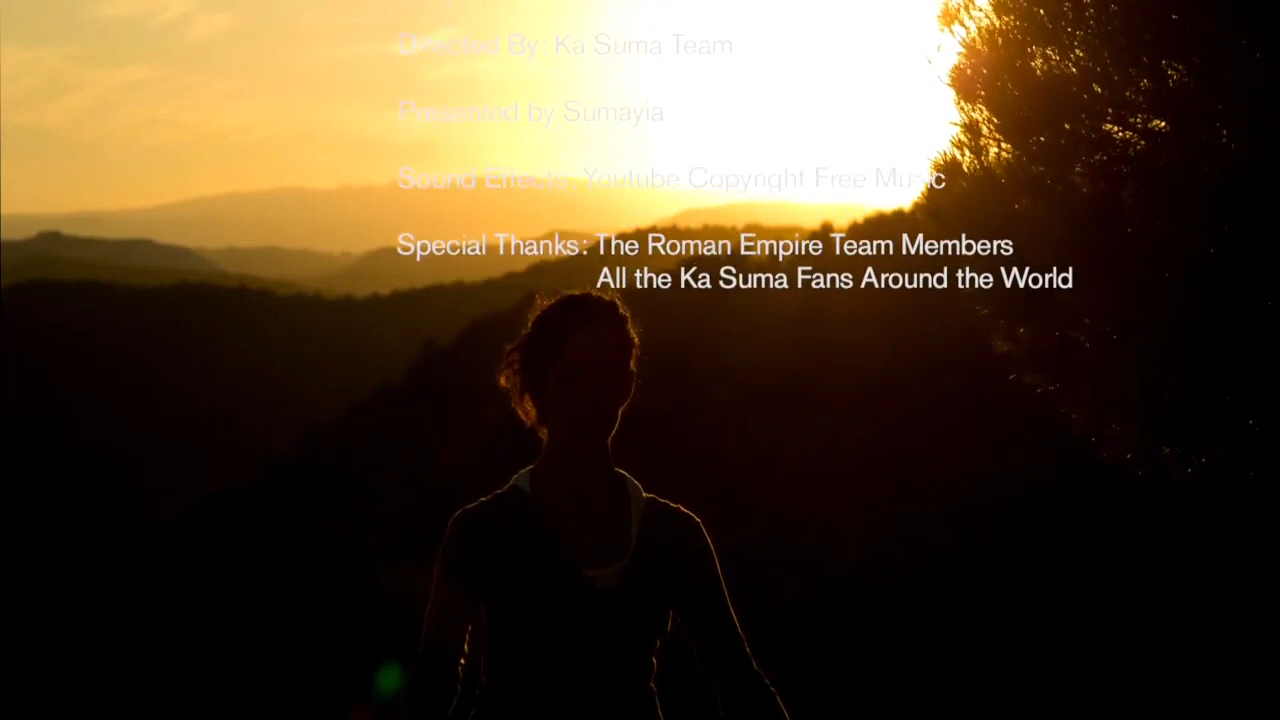 Directed By: Ka Suma Team
Presented by Sumayia
Sound Effects: Youtube Copyright Free Music
Special Thanks: The Roman Empire Team Members
All the Ka Suma Fans Around the World